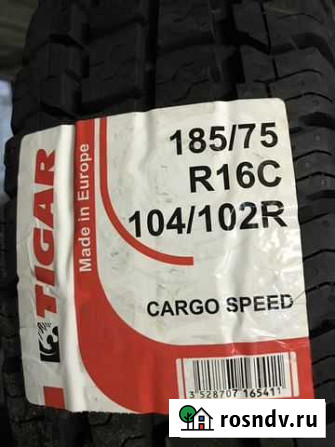 TIGAR
Made in Europe
185/75
R16C
104/102R
CARGO SPEED
3 528707 165411
rosndv.ru